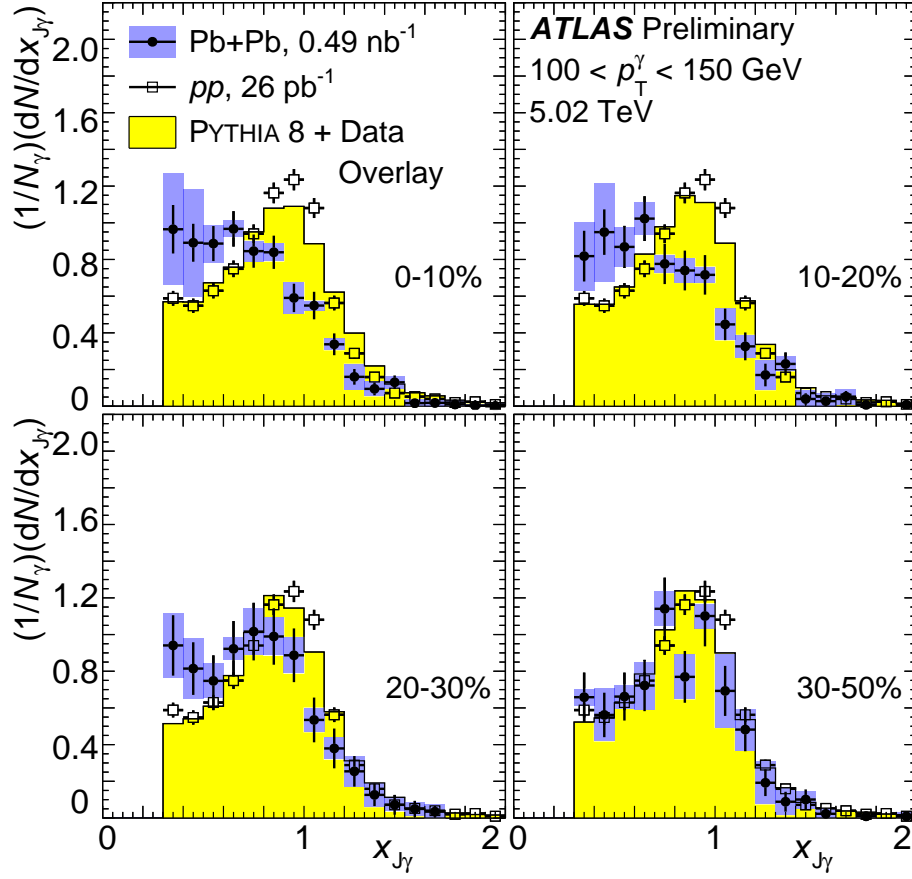 (1/Nγ)(dN/dxJγ)
2.0
1.6
1.2
0.8
0.4
0
Pb+Pb, 0.49 nb⁻¹
pp, 26 pb⁻¹
PYTHIA 8 + Data
Overlay
0-10%
ATLAS Preliminary
100 < pTγ < 150 GeV
5.02 TeV
10-20%
(1/Nγ)(dN/dxJγ)
2.0
1.6
1.2
0.8
0.4
0
20-30%
30-50%
0 1 2 1 2
xJγ xJγ